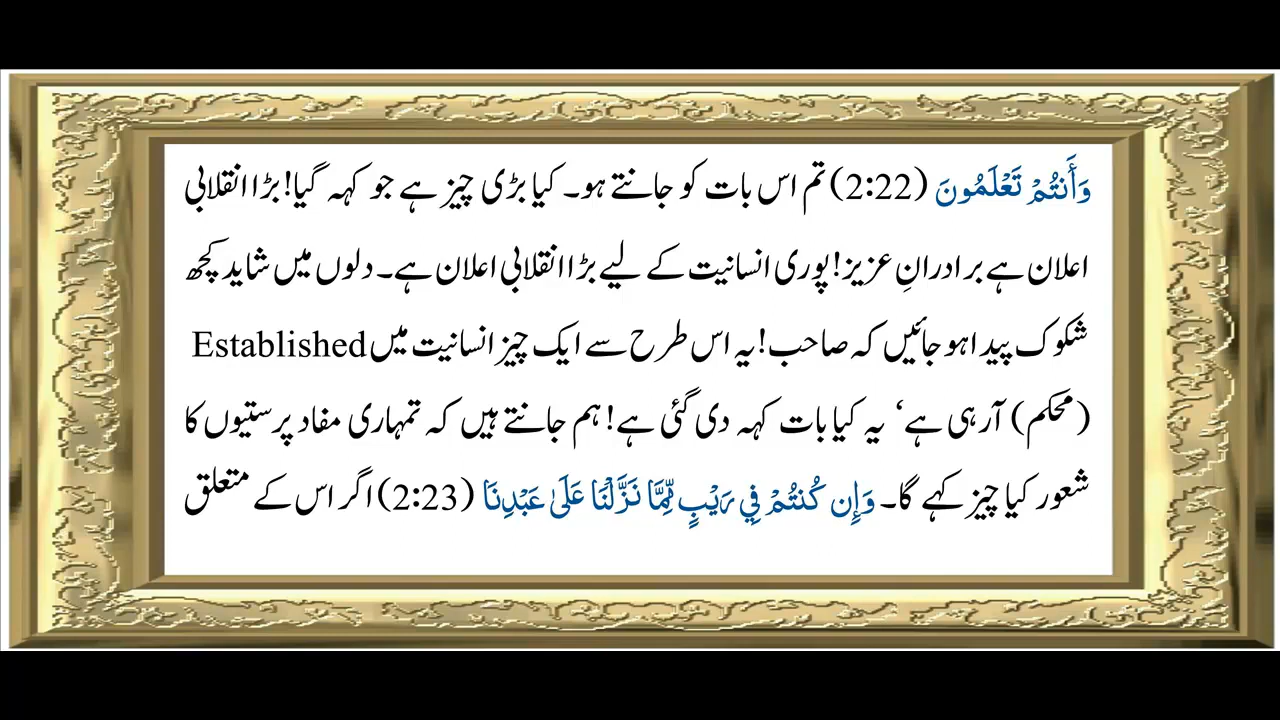 وَأَنتُمْ تَعْلَمُونَ (2:22) تم اس بات کو جانتے ہو۔ کیا بڑی چیز ہے جو کہہ گیا! بڑا انقلابی
اعلان ہے برادرانِ عزیز! پوری انسانیت کے لیے بڑا انقلابی اعلان ہے۔ دلوں میں شاید کچھ
شکوک پیدا ہو جائیں کہ صاحب! یہ اس طرح سے ایک چیز انسانیت میں Established
(محکم) آ رہی ہے‘ یہ کیا بات کہہ دی گئی ہے! ہم جانتے ہیں کہ تمہاری مفاد پرستیوں کا
شعور کیا چیز کہے گا۔ وَإِن كُنتُمْ فِي رَيْبٍ مِّمَّا نَزَّلْنَا عَلَىٰ عَبْدِنَا (2:23) اگر اس کے متعلق